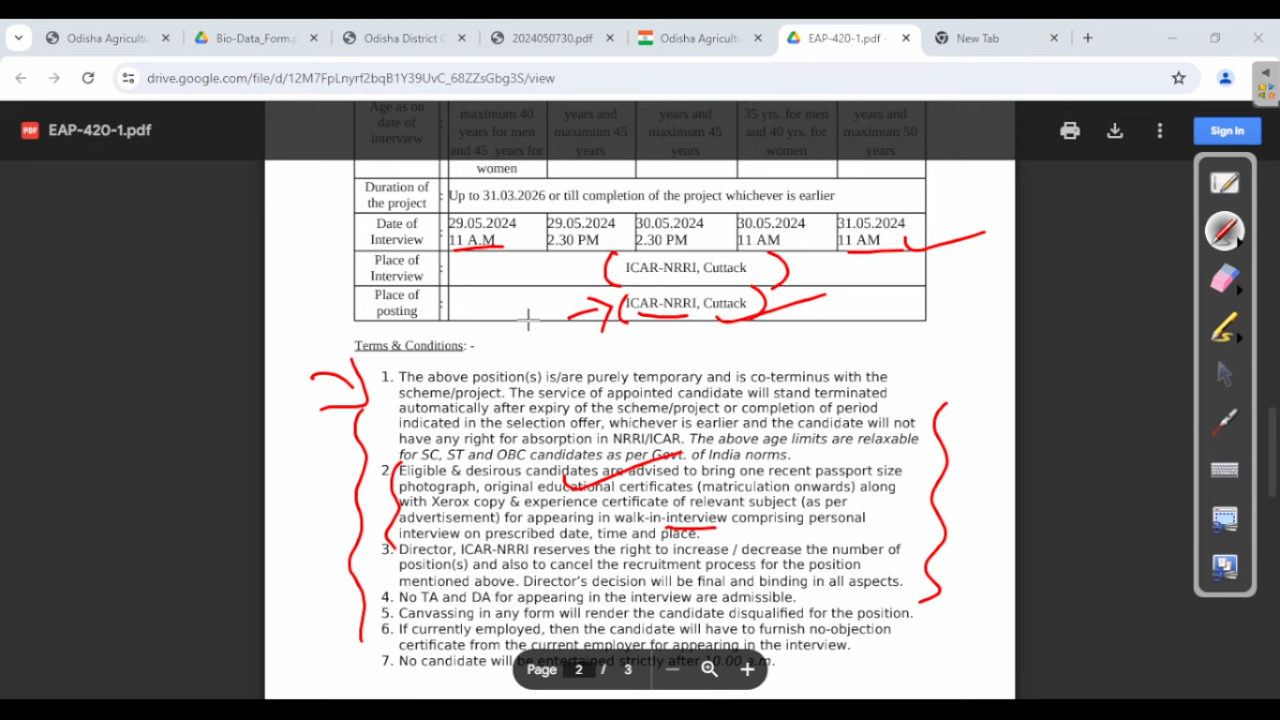 Odisha Agricultu
Bio-Data_Form.p
Odisha District C
2024050730.pdf
Odisha Agricultu
EAP-420-1.pdf -
New Tab
drive.google.com/file/d/12M7FpLnyrf2bqB1Y39UvC_68ZZsGbg3S/view
PDF EAP-420-1.pdf
Sign in
Age as on date of interview : maximum 40 years for men and 45 years for women years and maximum 45 years years and maximum 45 years 35 yrs. for men and 40 yrs. for women years and maximum 50 years
Duration of the project : Up to 31.03.2026 or till completion of the project whichever is earlier
Date of Interview : 29.05.2024 11 A.M 29.05.2024 2.30 PM 30.05.2024 2.30 PM 30.05.2024 11 AM 31.05.2024 11 AM
Place of Interview : ICAR-NRRI, Cuttack
Place of posting : ICAR-NRRI, Cuttack
Terms & Conditions: -
1. The above position(s) is/are purely temporary and is co-terminus with the
scheme/project. The service of appointed candidate will stand terminated
automatically after expiry of the scheme/project or completion of period
indicated in the selection offer, whichever is earlier and the candidate will not
have any right for absorption in NRRI/ICAR. The above age limits are relaxable
for SC, ST and OBC candidates as per Govt. of India norms.
2. Eligible & desirous candidates are advised to bring one recent passport size
photograph, original educational certificates (matriculation onwards) along
with Xerox copy & experience certificate of relevant subject (as per
advertisement) for appearing in walk-in-interview comprising personal
interview on prescribed date, time and place.
3. Director, ICAR-NRRI reserves the right to increase / decrease the number of
position(s) and also to cancel the recruitment process for the position
mentioned above. Director's decision will be final and binding in all aspects.
4. No TA and DA for appearing in the interview are admissible.
5. Canvassing in any form will render the candidate disqualified for the position.
6. If currently employed, then the candidate will have to furnish no-objection
certificate from the current employer for appearing in the interview.
7. No candidate will be entertained strictly after 10.00 a.m.
Page 2 / 3